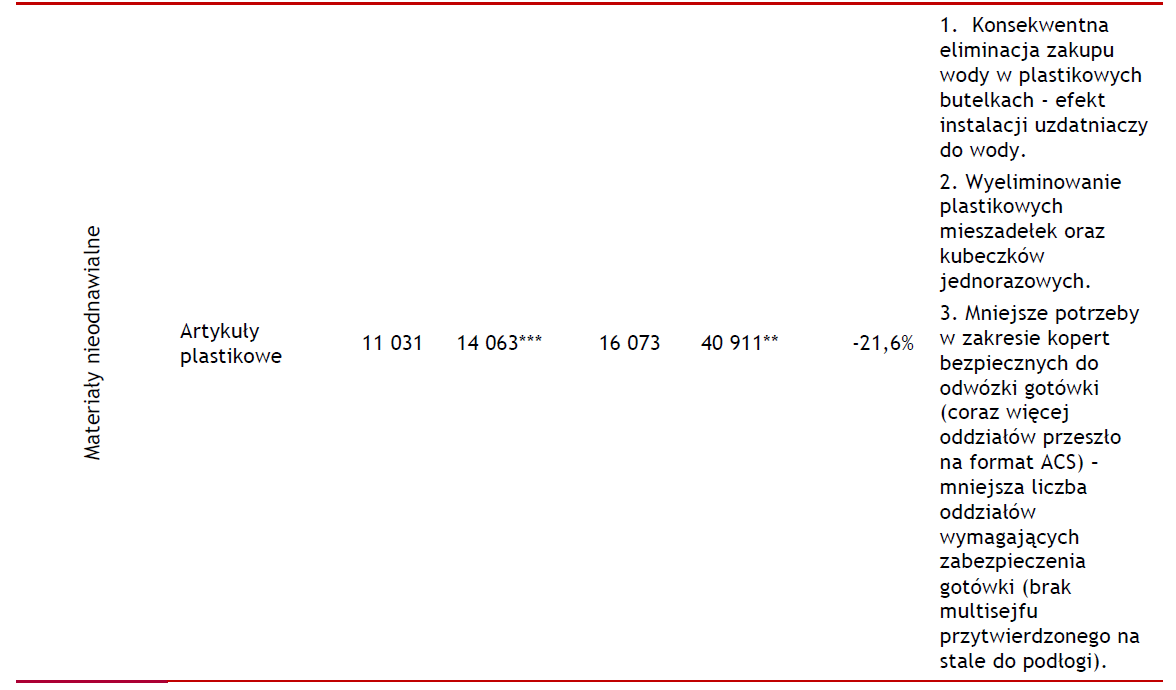 Materiały nieodnawialne
Artykuły
plastikowe
11 031 14 063*** 16 073 40 911** -21,6%
1. Konsekwentna
eliminacja zakupu
wody w plastikowych
butelkach - efekt
instalacji uzdatniaczy
do wody.
2. Wyeliminowanie
plastikowych
mieszadełek oraz
kubeczków
jednorazowych.
3. Mniejsze potrzeby
w zakresie kopert
bezpiecznych do
odwózki gotówki
(coraz więcej
oddziałów przeszło
na format ACS) –
mniejsza liczba
oddziałów
wymagających
zabezpieczenia
gotówki (brak
multisejfu
przytwierdzonego na
stale do podłogi).